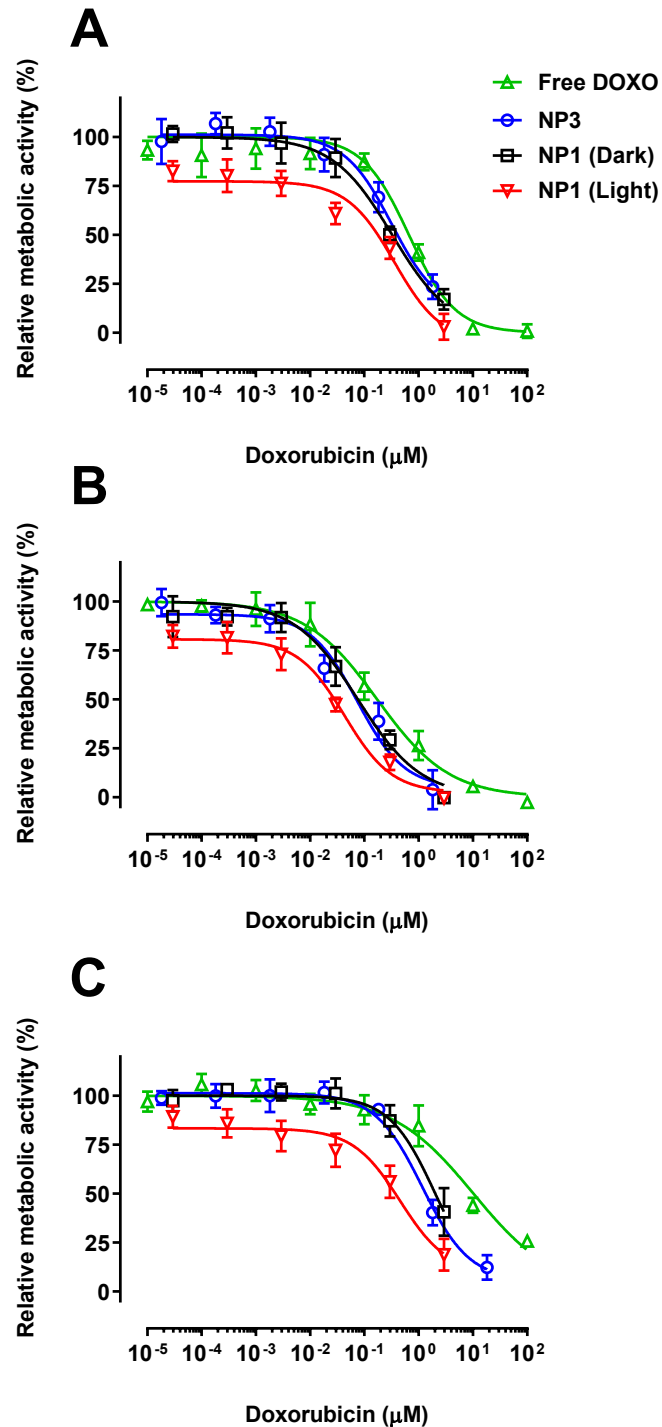 A
Free DOXO
NP3
NP1 (Dark)
NP1 (Light)
Relative metabolic activity (%)
100
75
50
25
0
10⁻⁵ 10⁻⁴ 10⁻³ 10⁻² 10⁻¹ 10⁰ 10¹ 10²
Doxorubicin (µM)
B
Relative metabolic activity (%)
100
75
50
25
0
10⁻⁵ 10⁻⁴ 10⁻³ 10⁻² 10⁻¹ 10⁰ 10¹ 10²
Doxorubicin (µM)
C
Relative metabolic activity (%)
100
75
50
25
0
10⁻⁵ 10⁻⁴ 10⁻³ 10⁻² 10⁻¹ 10⁰ 10¹ 10²
Doxorubicin (µM)